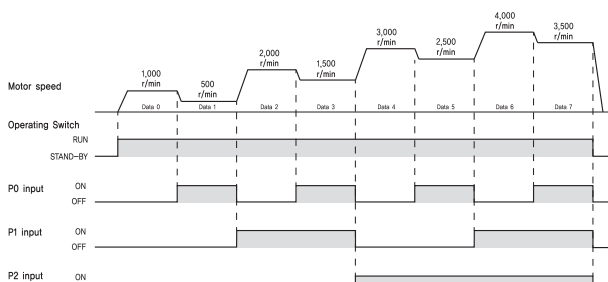 4,000
r/min
3,500
r/min
3,000
r/min
2,500
r/min
2,000
r/min
1,500
r/min
1,000
r/min
500
r/min
Motor speed
Data 0 Data 1 Data 2 Data 3 Data 4 Data 5 Data 6 Data 7
Operating Switch
RUN
STAND-BY
P0 input ON
OFF
P1 input ON
OFF
P2 input ON